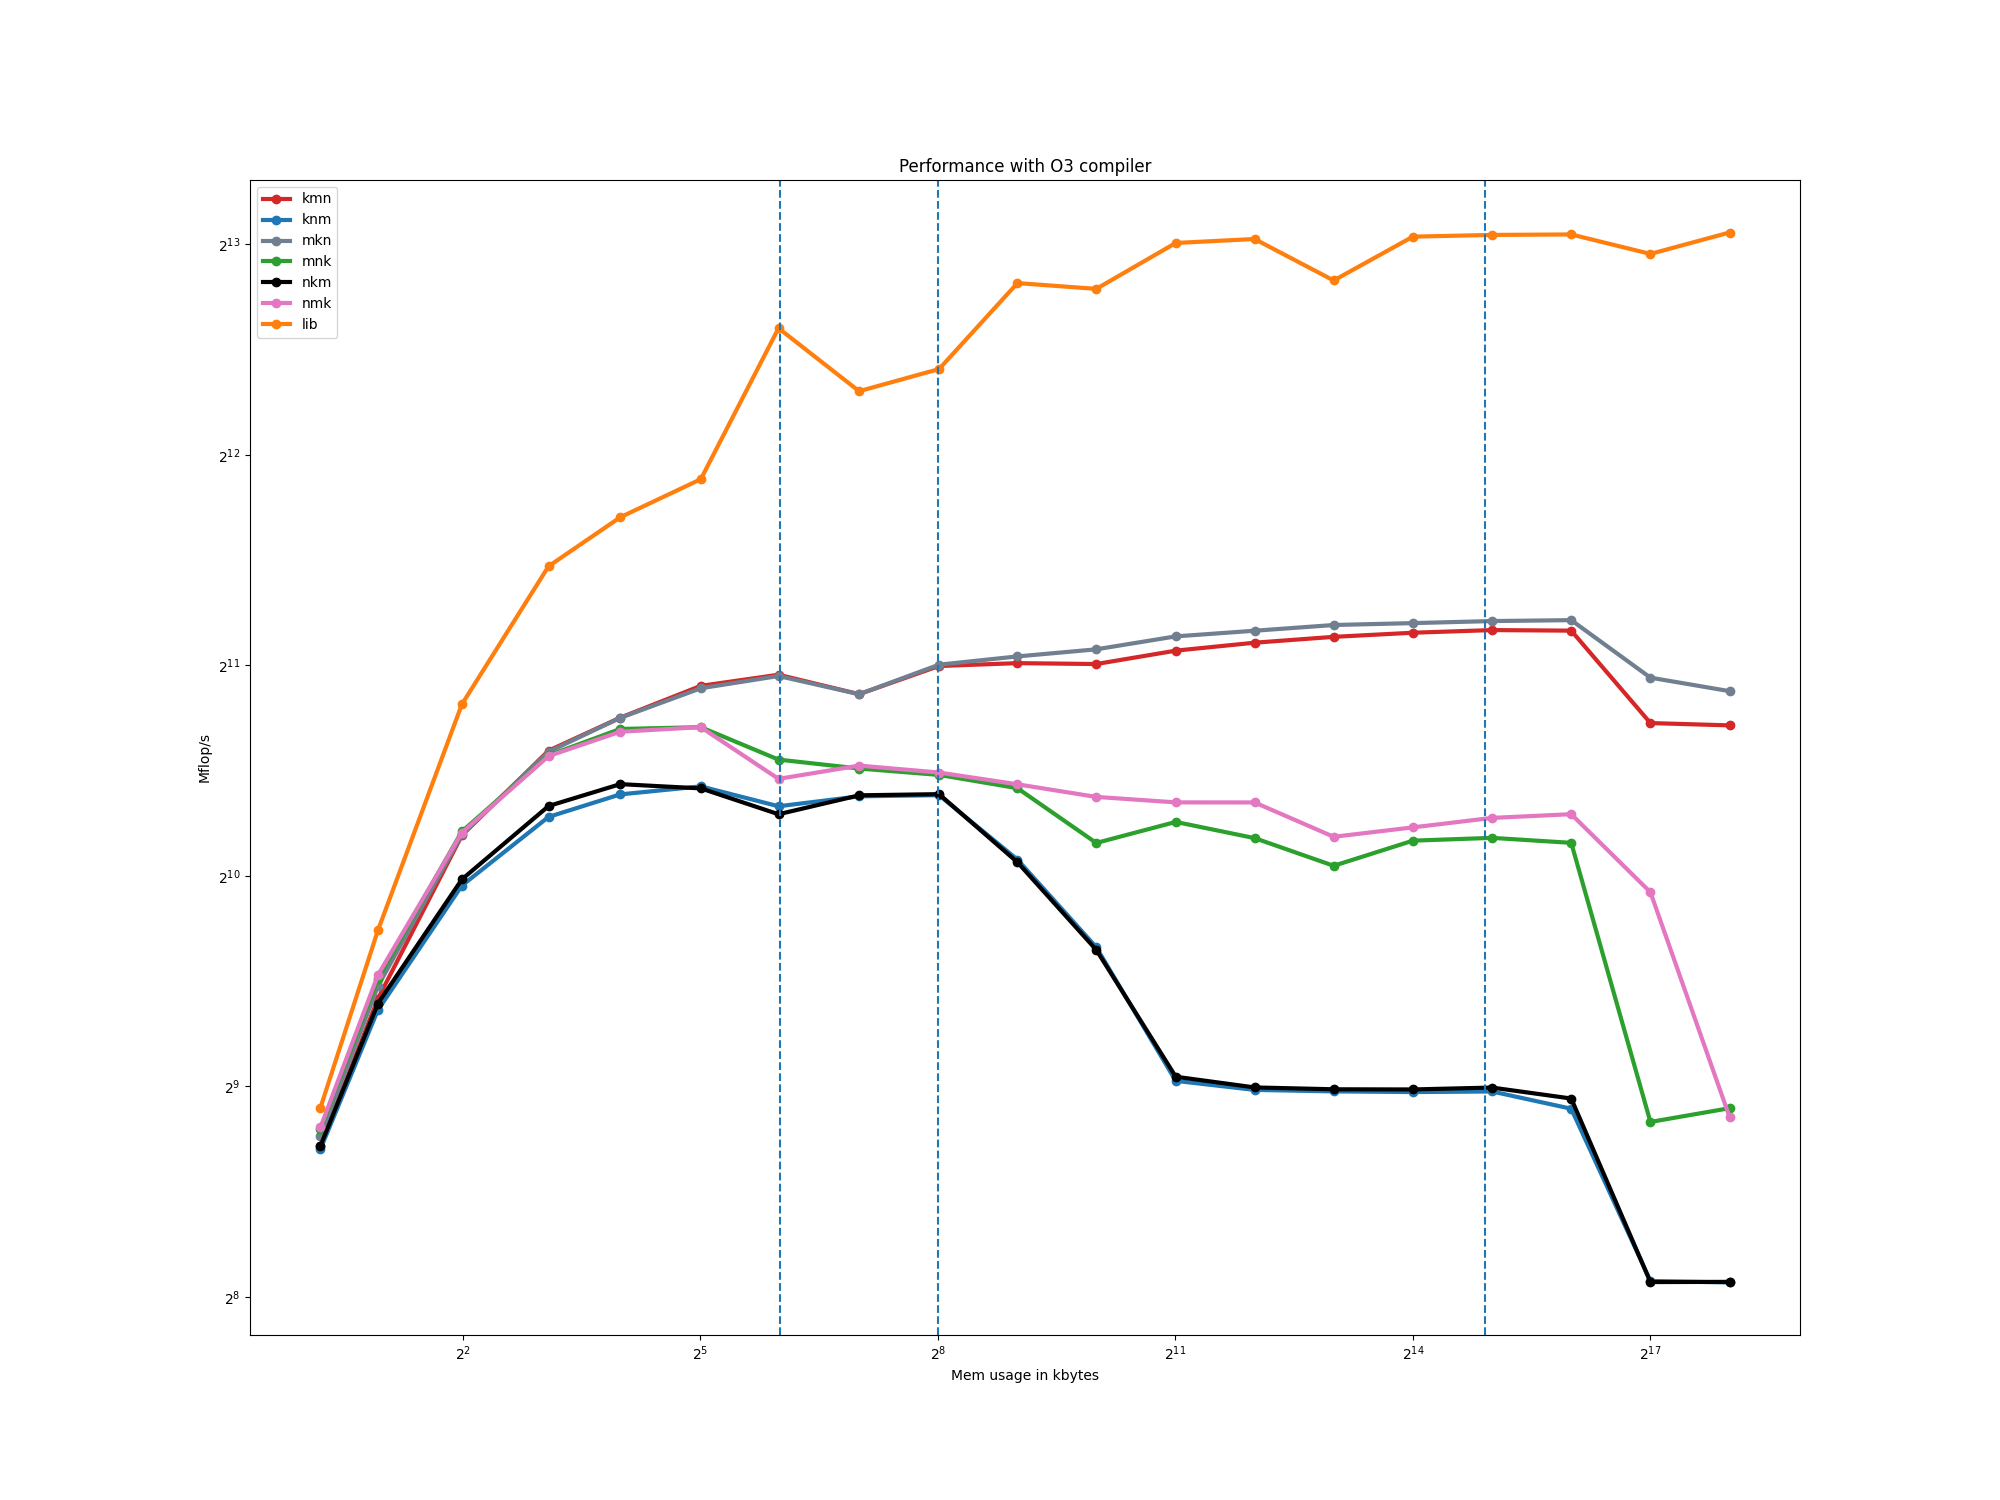 Performance with O3 compiler
kmn
knm
mkn
mnk
nkm
nmk
lib
2^13
2^12
2^11
2^10
2^9
2^8
Mflop/s
2^2 2^5 2^8 2^11 2^14 2^17
Mem usage in kbytes